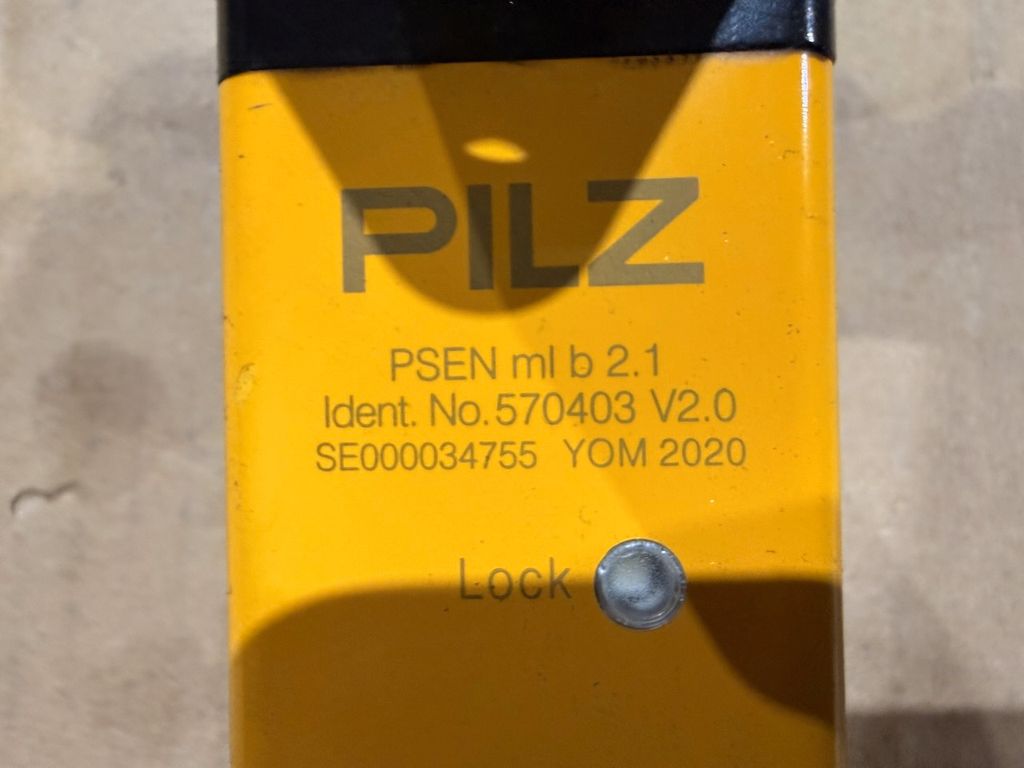 PILZ
PSEN ml b 2.1
Ident. No. 570403 V2.0
SE000034755 YOM 2020
Lock